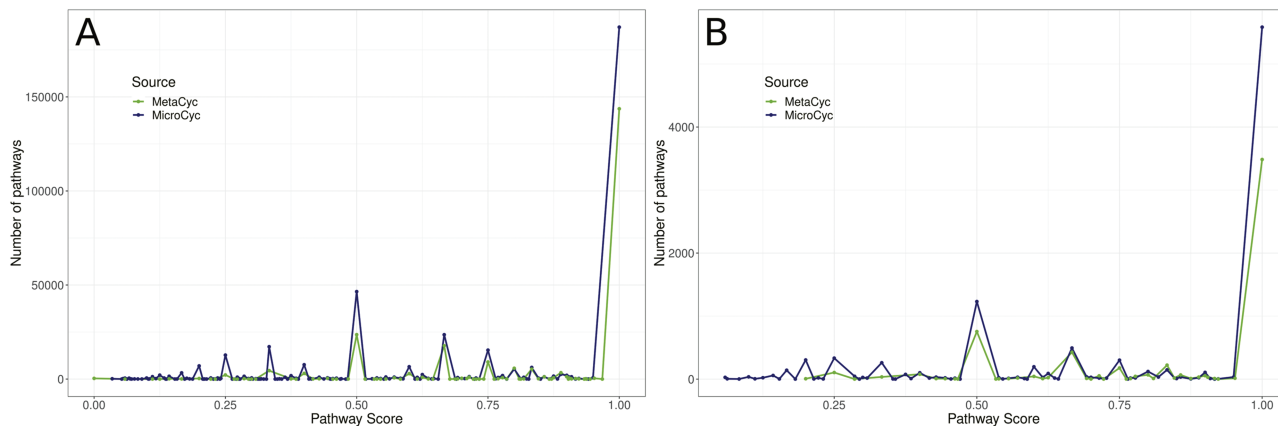 A
Source
MetaCyc
MicroCyc
Number of pathways
150000
100000
50000
0
0.00 0.25 0.50 0.75 1.00
Pathway Score
B
Source
MetaCyc
MicroCyc
Number of pathways
4000
2000
0
0.25 0.50 0.75 1.00
Pathway Score